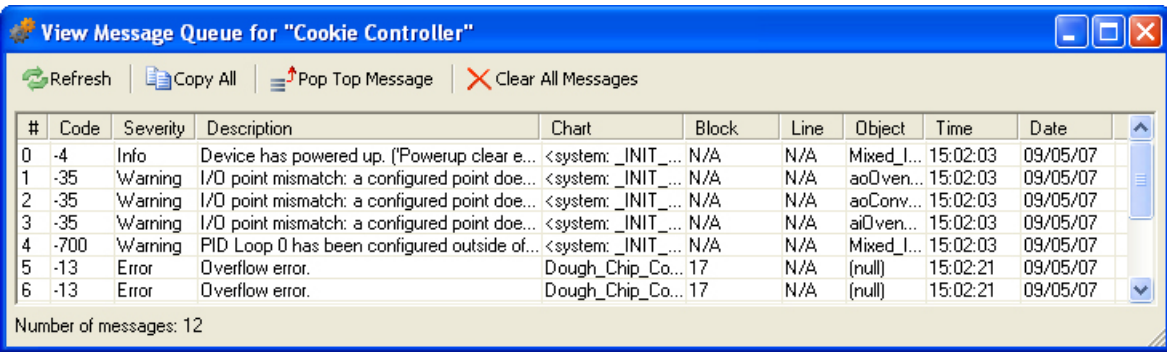 View Message Queue for "Cookie Controller"
Refresh Copy All Pop Top Message Clear All Messages
# Code Severity Description Chart Block Line Object Time Date
0 -4 Info Device has powered up. ('Powerup clear e... <system: _INIT_... N/A N/A Mixed_I... 15:02:03 09/05/07
1 -35 Warning I/O point mismatch: a configured point doe... <system: _INIT_... N/A N/A aoOven... 15:02:03 09/05/07
2 -35 Warning I/O point mismatch: a configured point doe... <system: _INIT_... N/A N/A aoConv... 15:02:03 09/05/07
3 -35 Warning I/O point mismatch: a configured point doe... <system: _INIT_... N/A N/A aiOven... 15:02:03 09/05/07
4 -700 Warning PID Loop 0 has been configured outside of... <system: _INIT_... N/A N/A Mixed_I... 15:02:03 09/05/07
5 -13 Error Overflow error. Dough_Chip_Co... 17 N/A (null) 15:02:21 09/05/07
6 -13 Error Overflow error. Dough_Chip_Co... 17 N/A (null) 15:02:21 09/05/07
Number of messages: 12